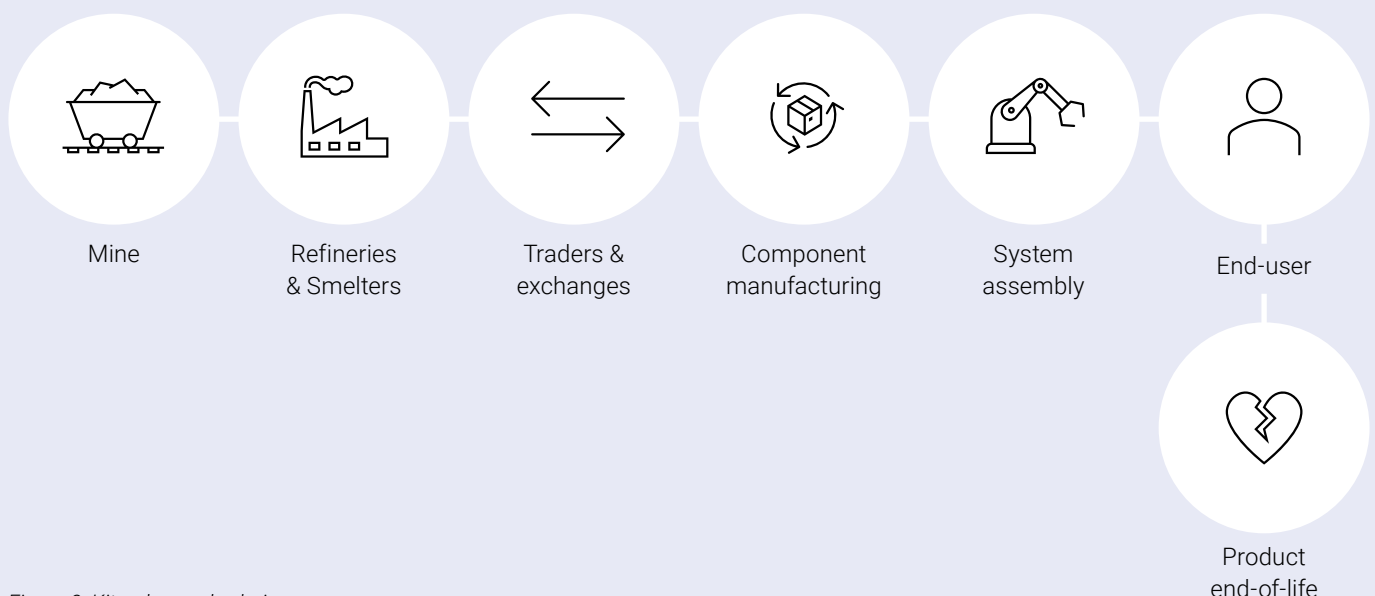 Mine
Refineries
& Smelters
Traders &
exchanges
Component
manufacturing
System
assembly
End-user
Product
end-of-life